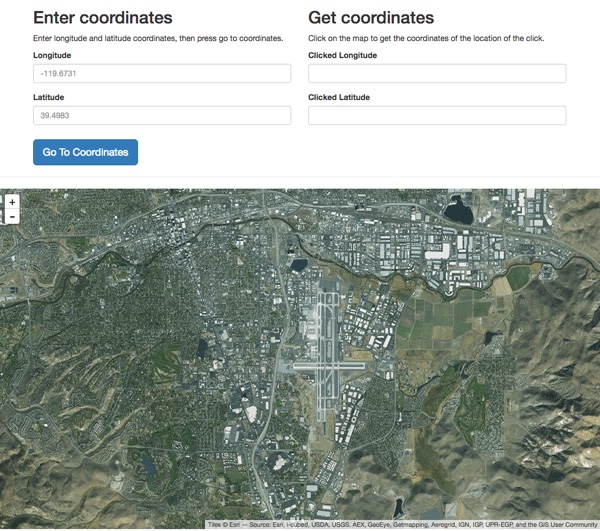 Enter coordinates
Enter longitude and latitude coordinates, then press go to coordinates.
Longitude
-119.6731
Latitude
39.4983
Go To Coordinates
Get coordinates
Click on the map to get the coordinates of the location of the click.
Clicked Longitude
Clicked Latitude
+
-
Tiles © Esri — Source: Esri, i-cubed, USDA, USGS, AEX, GeoEye, Getmapping, Aerogrid, IGN, IGP, UPR-EGP, and the GIS User Community